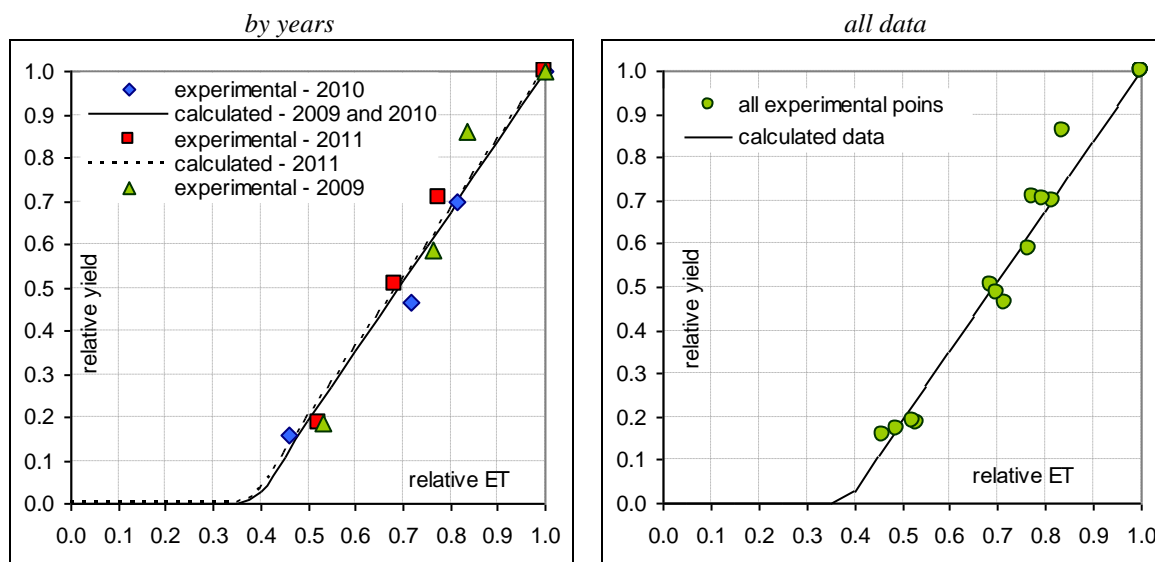 by years
1.0
0.9
0.8
0.7
0.6
0.5
0.4
0.3
0.2
0.1
0.0
relative yield
experimental - 2010
calculated - 2009 and 2010
experimental - 2011
calculated - 2011
experimental - 2009
relative ET
0.0 0.1 0.2 0.3 0.4 0.5 0.6 0.7 0.8 0.9 1.0
all data
1.0
0.9
0.8
0.7
0.6
0.5
0.4
0.3
0.2
0.1
0.0
relative yield
all experimental poins
calculated data
relative ET
0.0 0.1 0.2 0.3 0.4 0.5 0.6 0.7 0.8 0.9 1.0